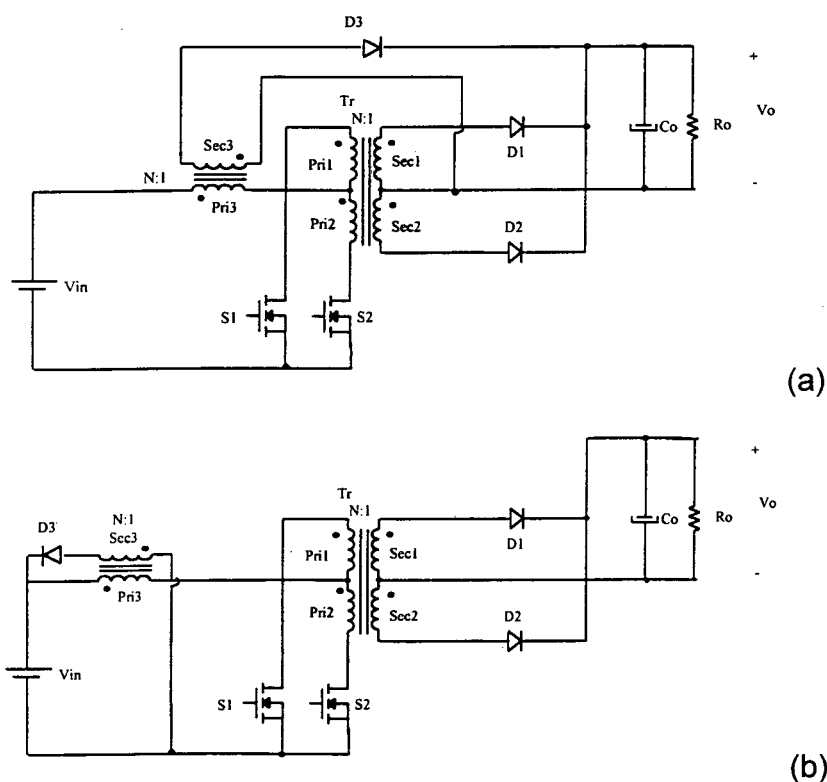 D3
+
Tr
N:1
Vo
Co
Ro
Sec3
Pri1
Sec1
D1
N:1
-
Pri3
Pri2
Sec2
D2
Vin
S1
S2
(a)
+
Tr
N:1
Vo
D3
N:1
Sec3
Co
Ro
Pri1
Sec1
D1
-
Pri3
Pri2
Sec2
D2
Vin
S1
S2
(b)